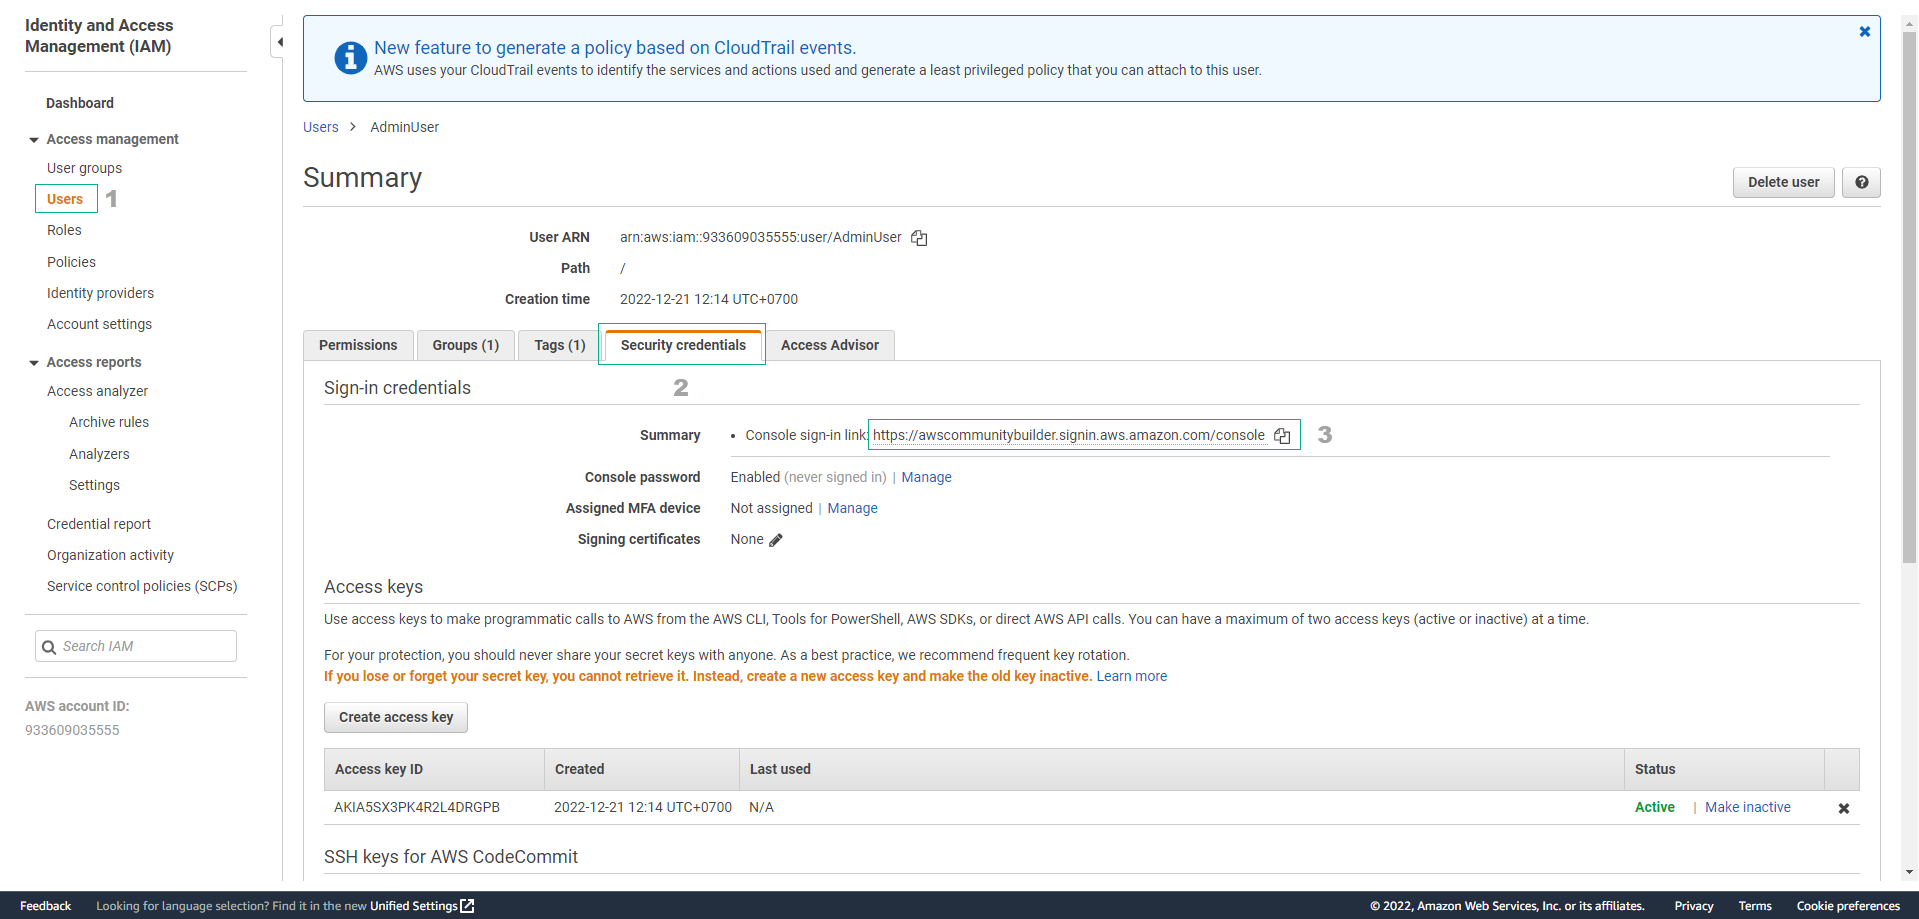 Identity and Access
Management (IAM)
Dashboard
Access management
User groups
Users 1
Roles
Policies
Identity providers
Account settings
Access reports
Access analyzer
Archive rules
Analyzers
Settings
Credential report
Organization activity
Service control policies (SCPs)
Search IAM
AWS account ID:
933609035555
New feature to generate a policy based on CloudTrail events.
AWS uses your CloudTrail events to identify the services and actions used and generate a least privileged policy that you can attach to this user.
Users > AdminUser
Summary
Delete user
User ARN arn:aws:iam::933609035555:user/AdminUser
Path /
Creation time 2022-12-21 12:14 UTC+0700
Permissions Groups (1) Tags (1) Security credentials Access Advisor
Sign-in credentials 2
Summary • Console sign-in link: https://awscommunitybuilder.signin.aws.amazon.com/console 3
Console password Enabled (never signed in) | Manage
Assigned MFA device Not assigned | Manage
Signing certificates None
Access keys
Use access keys to make programmatic calls to AWS from the AWS CLI, Tools for PowerShell, AWS SDKs, or direct AWS API calls. You can have a maximum of two access keys (active or inactive) at a time.
For your protection, you should never share your secret keys with anyone. As a best practice, we recommend frequent key rotation.
If you lose or forget your secret key, you cannot retrieve it. Instead, create a new access key and make the old key inactive. Learn more
Create access key
Access key ID Created Last used Status
AKIA5SX3PK4R2L4DRGPB 2022-12-21 12:14 UTC+0700 N/A Active | Make inactive
SSH keys for AWS CodeCommit
Feedback Looking for language selection? Find it in the new Unified Settings © 2022, Amazon Web Services, Inc. or its affiliates. Privacy Terms Cookie preferences